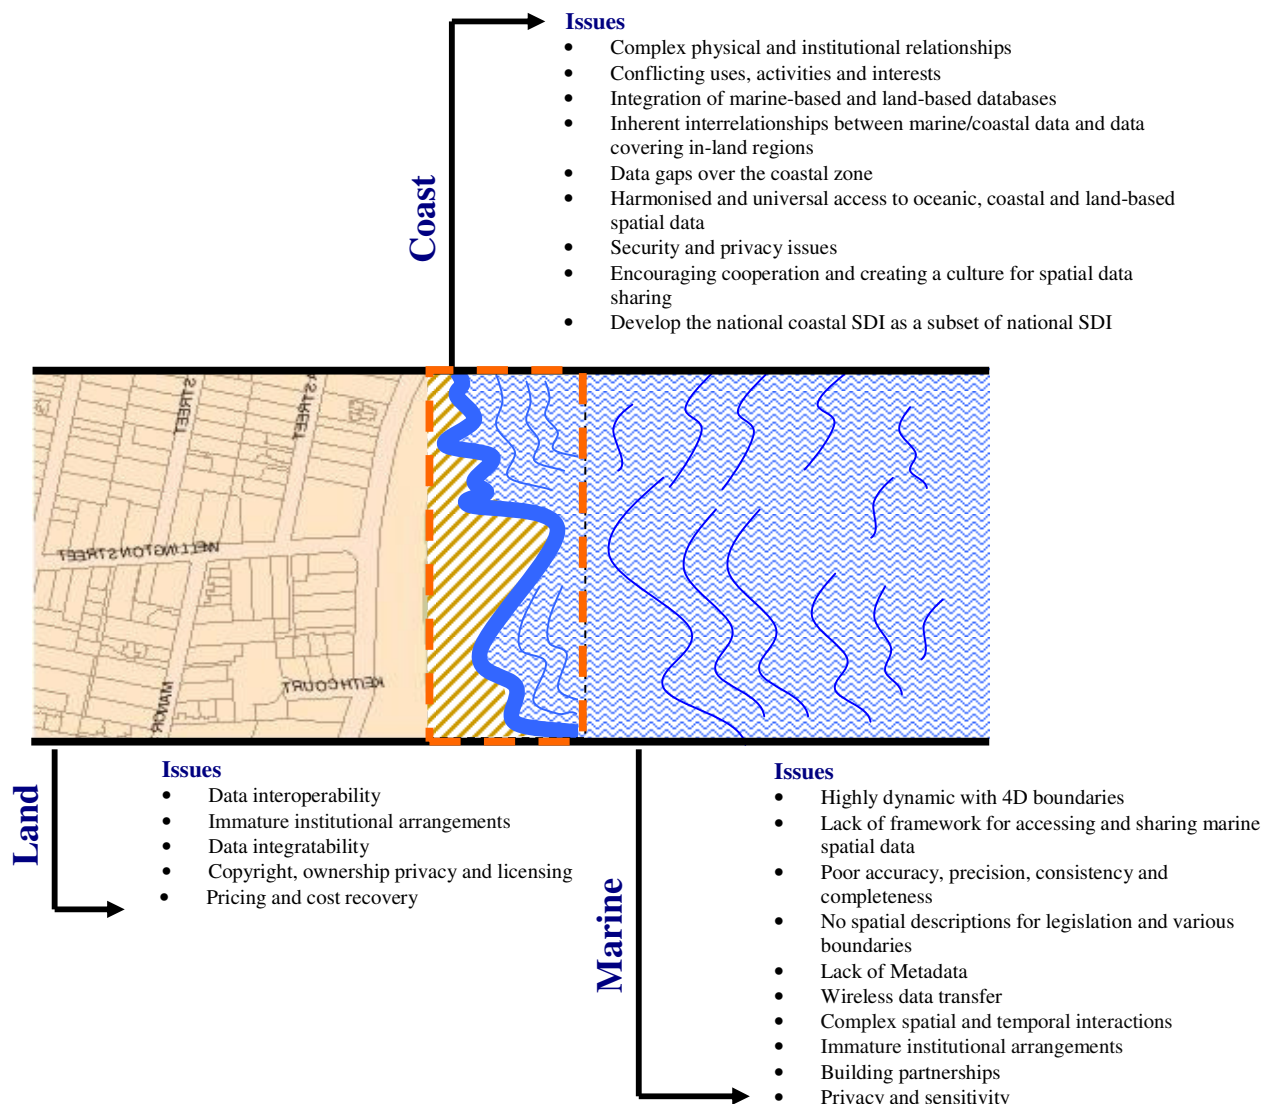 Issues
• Complex physical and institutional relationships
• Conflicting uses, activities and interests
• Integration of marine-based and land-based databases
• Inherent interrelationships between marine/coastal data and data
covering in-land regions
• Data gaps over the coastal zone
• Harmonised and universal access to oceanic, coastal and land-based
spatial data
• Security and privacy issues
• Encouraging cooperation and creating a culture for spatial data
sharing
• Develop the national coastal SDI as a subset of national SDI
Coast
STREET
A STREET
WELLINGTON STREET
KEITH COURT
MANOR
Land
Issues
• Data interoperability
• Immature institutional arrangements
• Data integratability
• Copyright, ownership privacy and licensing
• Pricing and cost recovery
Marine
Issues
• Highly dynamic with 4D boundaries
• Lack of framework for accessing and sharing marine
spatial data
• Poor accuracy, precision, consistency and
completeness
• No spatial descriptions for legislation and various
boundaries
• Lack of Metadata
• Wireless data transfer
• Complex spatial and temporal interactions
• Immature institutional arrangements
• Building partnerships
• Privacy and sensitivity